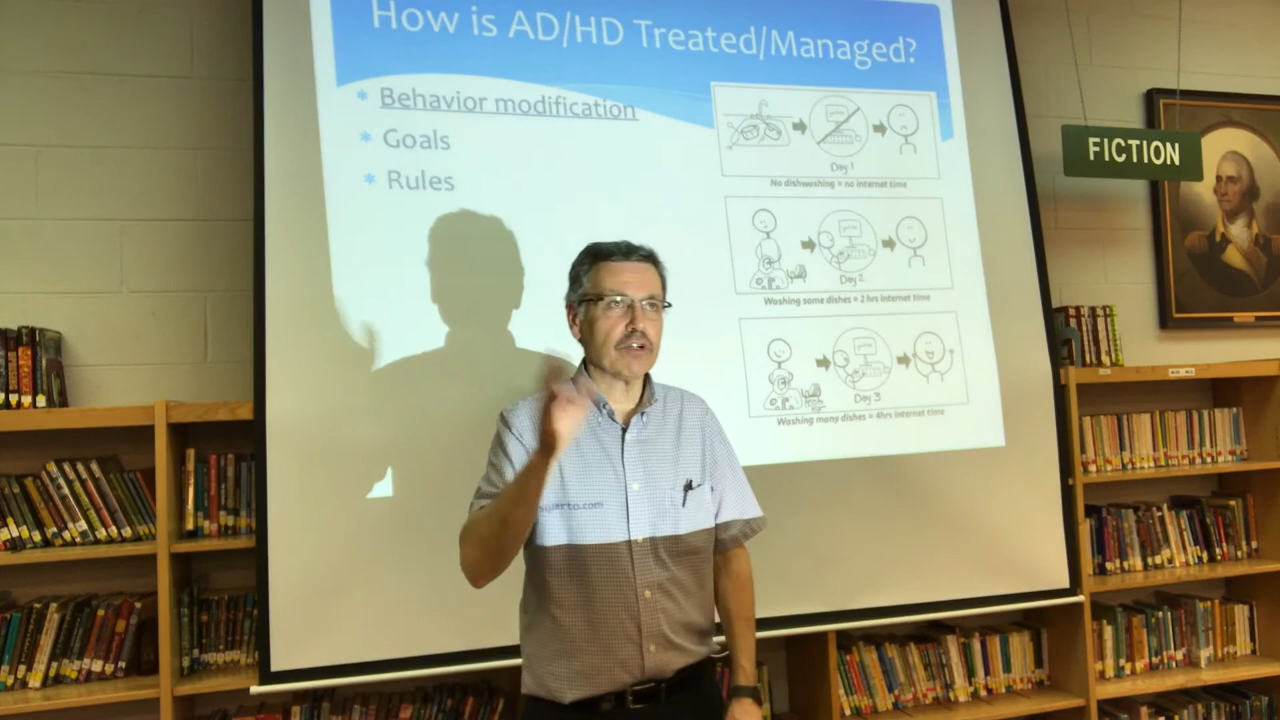 How is AD/HD Treated/Managed?
* Behavior modification
* Goals
* Rules
Day 1
No dishwashing = no internet time
Day 2
Washing some dishes = 2 hrs internet time
Day 3
Washing many dishes = 4hrs internet time
FICTION